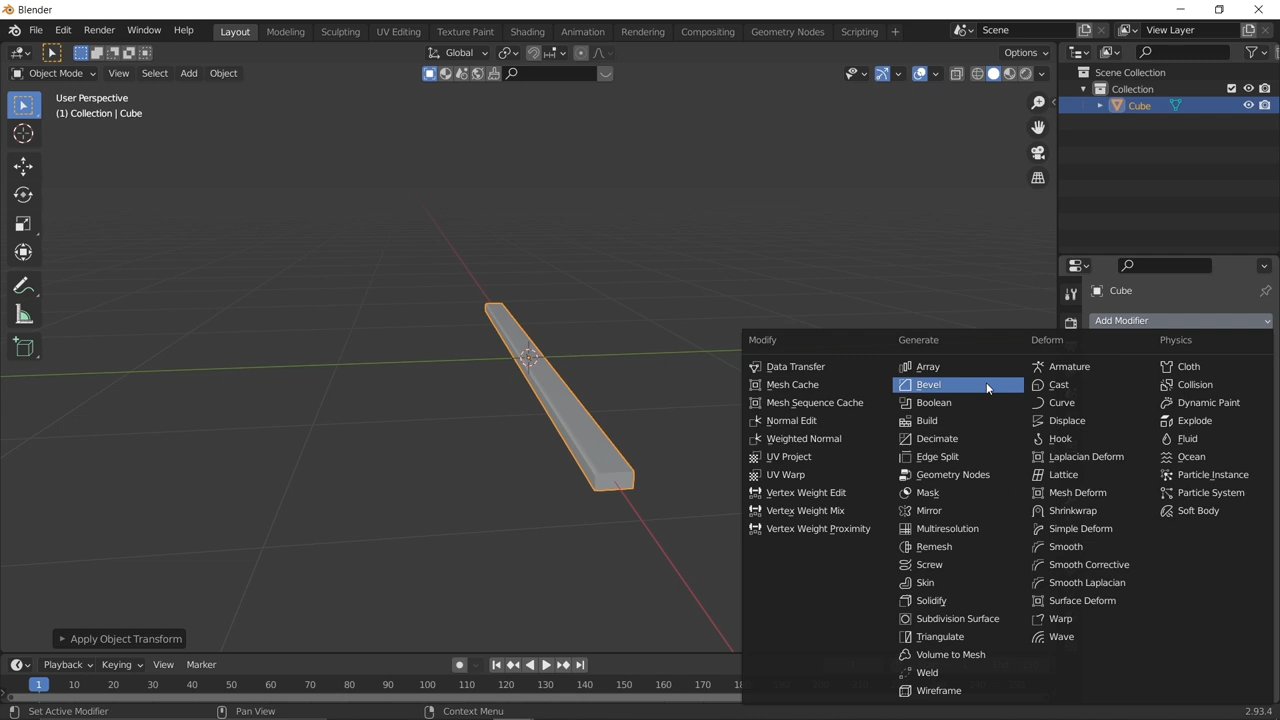 Blender
File Edit Render Window Help Layout Modeling Sculpting UV Editing Texture Paint Shading Animation Rendering Compositing Geometry Nodes Scripting + Scene View Layer
Global Options
Object Mode View Select Add Object
User Perspective
(1) Collection | Cube
Scene Collection
Collection
Cube
Cube
Add Modifier
Modify Generate Deform Physics
Data Transfer Array Armature Cloth
Mesh Cache Bevel Cast Collision
Mesh Sequence Cache Boolean Curve Dynamic Paint
Normal Edit Build Displace Explode
Weighted Normal Decimate Hook Fluid
UV Project Edge Split Laplacian Deform Ocean
UV Warp Geometry Nodes Lattice Particle Instance
Vertex Weight Edit Mask Mesh Deform Particle System
Vertex Weight Mix Mirror Shrinkwrap Soft Body
Vertex Weight Proximity Multiresolution Simple Deform
Remesh Smooth
Screw Smooth Corrective
Skin Smooth Laplacian
Solidify Surface Deform
Subdivision Surface Warp
Triangulate Wave
Volume to Mesh
Weld
Wireframe
Apply Object Transform
Playback Keying View Marker
1 10 20 30 40 50 60 70 80 90 100 110 120 130 140 150 160 170
Set Active Modifier Pan View Context Menu 2.93.4